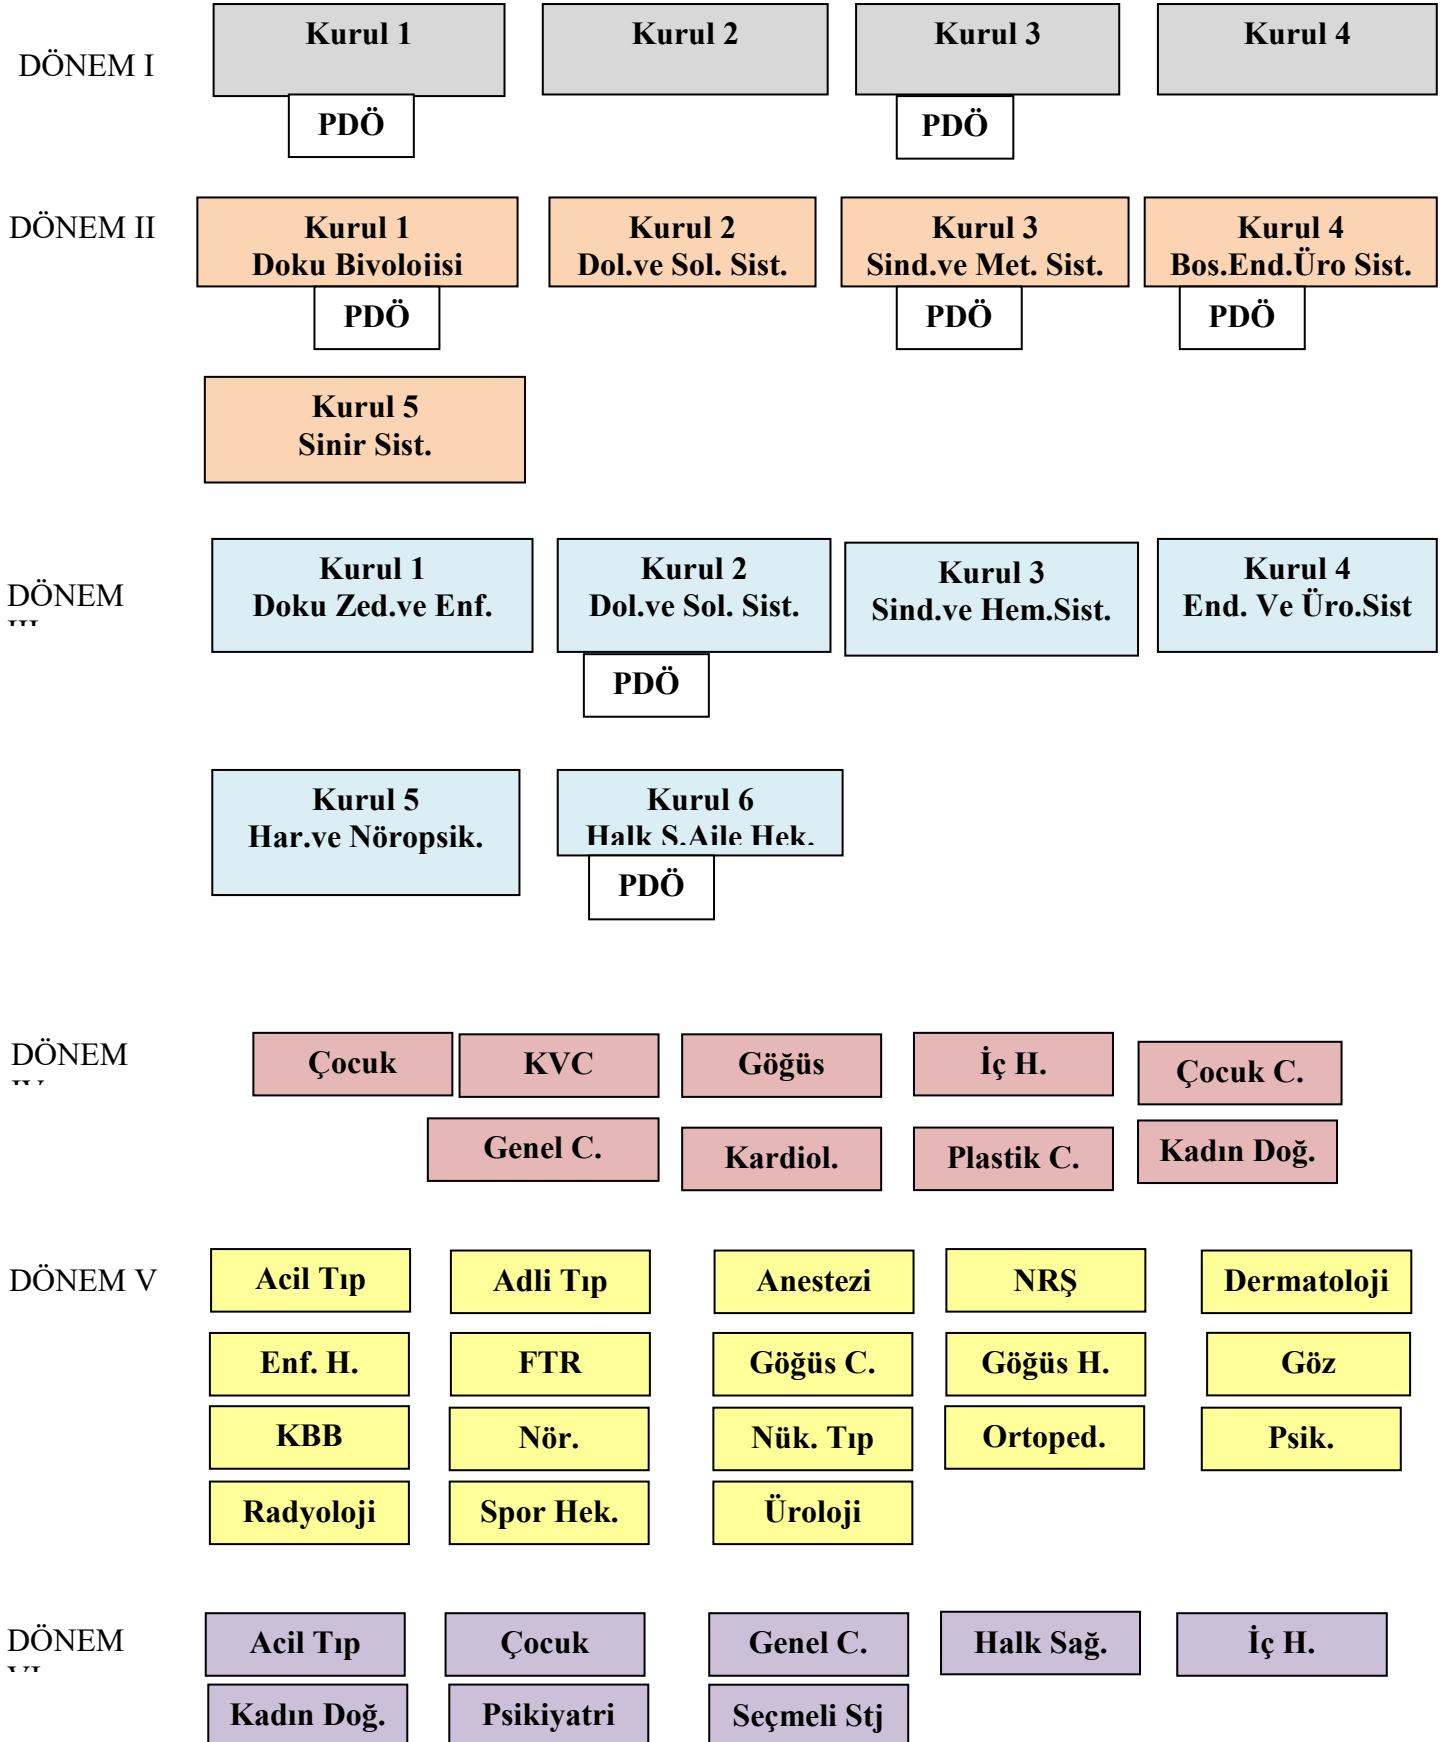 DÖNEM I
Kurul 1
Kurul 2
Kurul 3
Kurul 4
PDÖ
PDÖ
DÖNEM II
Kurul 1
Doku Bivolojisi
Kurul 2
Dol.ve Sol. Sist.
Kurul 3
Sind.ve Met. Sist.
Kurul 4
Bos.End.Üro Sist.
PDÖ
PDÖ
PDÖ
Kurul 5
Sinir Sist.
DÖNEM
III
Kurul 1
Doku Zed.ve Enf.
Kurul 2
Dol.ve Sol. Sist.
Kurul 3
Sind.ve Hem.Sist.
Kurul 4
End. Ve Üro.Sist
PDÖ
Kurul 5
Har.ve Nöropsik.
Kurul 6
Halk S.Aile Hek.
PDÖ
DÖNEM
IV
Çocuk
KVC
Göğüs
İç H.
Çocuk C.
Genel C.
Kardiol.
Plastik C.
Kadın Doğ.
DÖNEM V
Acil Tıp
Adli Tıp
Anestezi
NRŞ
Dermatoloji
Enf. H.
FTR
Göğüs C.
Göğüs H.
Göz
KBB
Nör.
Nük. Tıp
Ortoped.
Psik.
Radyoloji
Spor Hek.
Üroloji
DÖNEM
VI
Acil Tıp
Çocuk
Genel C.
Halk Sağ.
İç H.
Kadın Doğ.
Psikiyatri
Seçmeli Stj